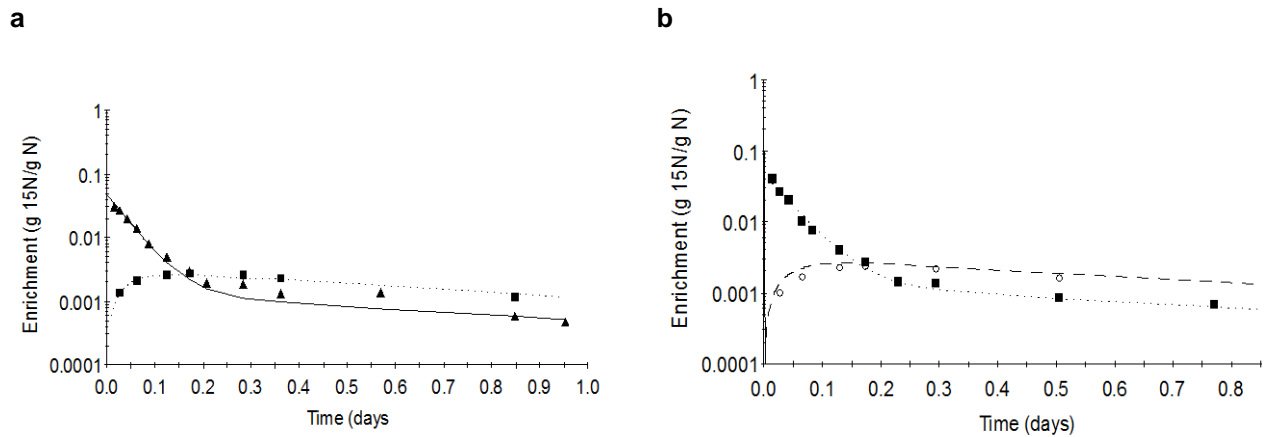 a
b
Enrichment (g 15N/g N)
1
0.1
0.01
0.001
0.0001
0.0 0.1 0.2 0.3 0.4 0.5 0.6 0.7 0.8 0.9 1.0
Time (days
Enrichment (g 15N/g N)
1
0.1
0.01
0.001
0.0001
0.0 0.1 0.2 0.3 0.4 0.5 0.6 0.7 0.8
Time (days)